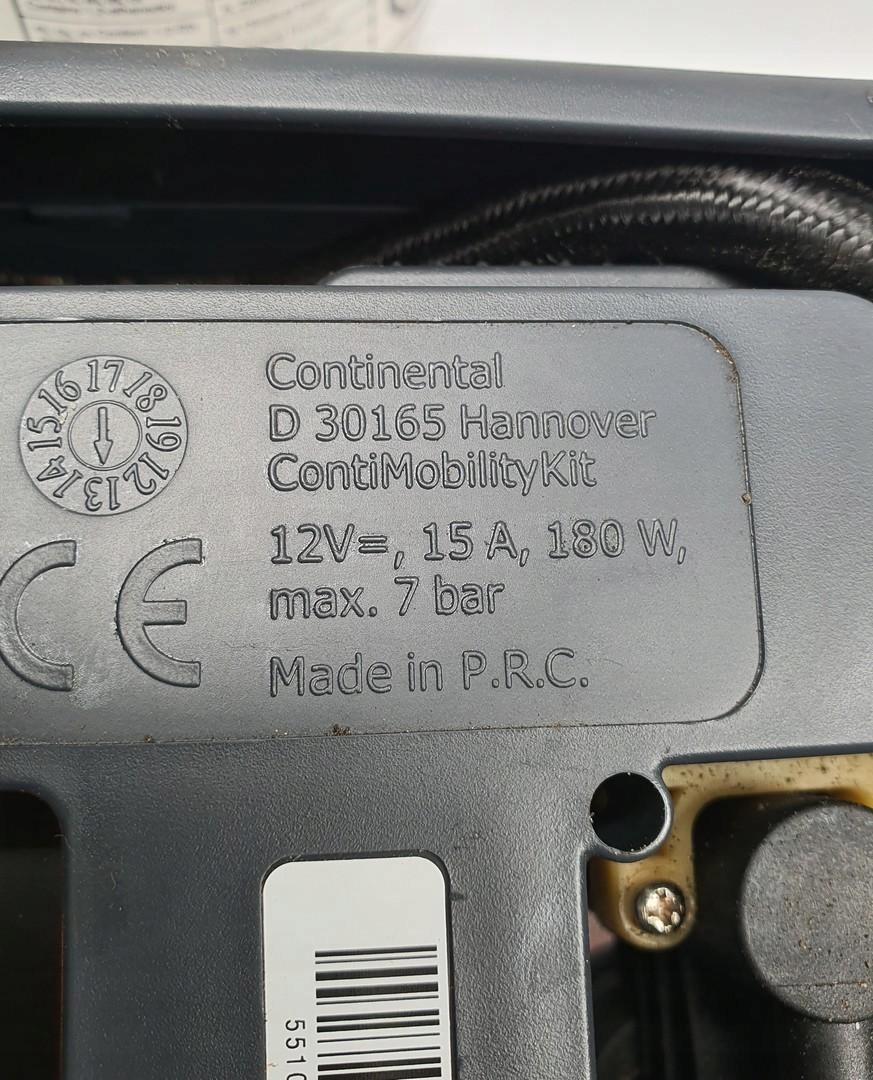 Continental
D 30165 Hannover
ContiMobilityKit
12V=, 15 A, 180 W,
max. 7 bar
Made in P.R.C.
12 13 14 15 16 17 18 19
CE
5510